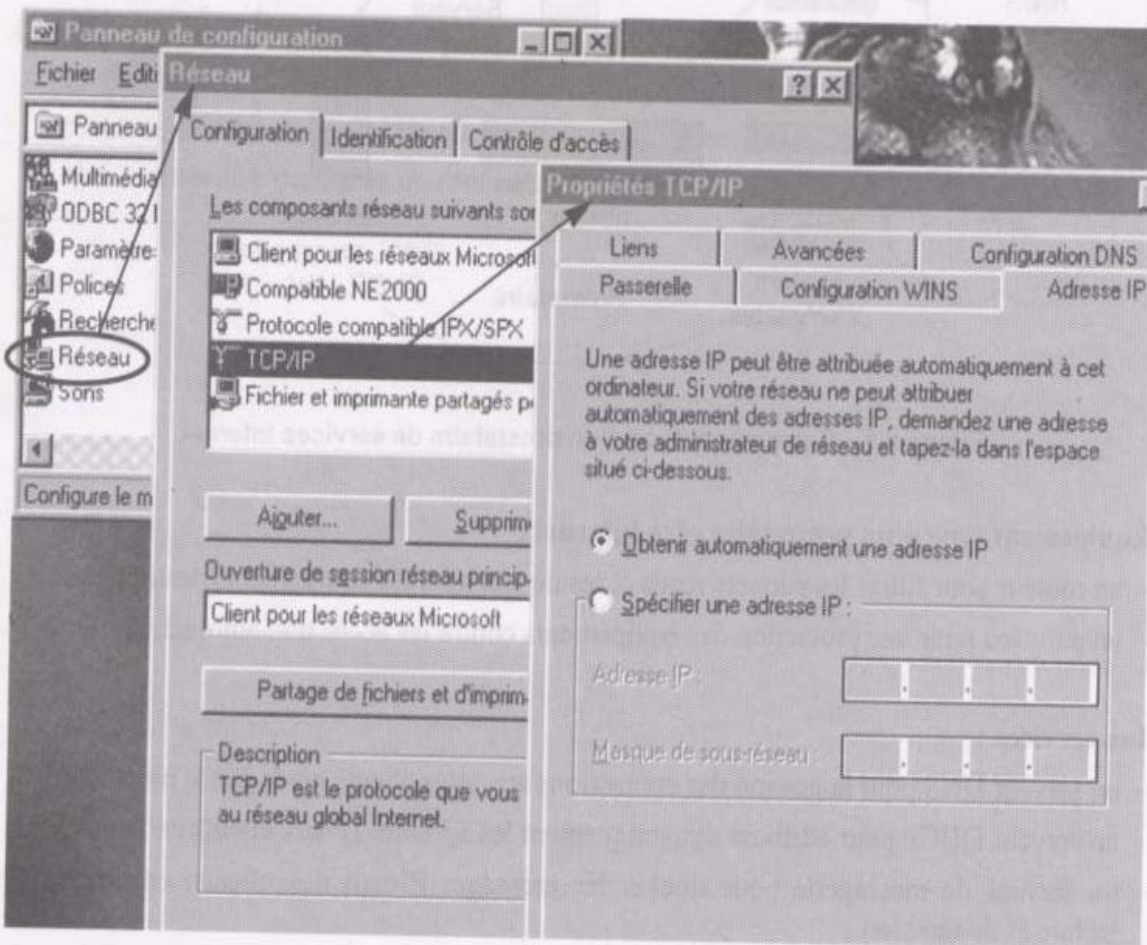 Panneau de configuration
Fichier Editi
Panneau
Multimédia
ODBC 32
Paramètre
Polices
Recherche
Réseau
Sons
Configure le m
Réseau
Configuration Identification Contrôle d'accès
Les composants réseau suivants son
Client pour les réseaux Microsoft
Compatible NE2000
Protocole compatible IPX/SPX
TCP/IP
Fichier et imprimante partagés p
Ajouter... Supprim
Ouverture de session réseau princip
Client pour les réseaux Microsoft
Partage de fichiers et d'imprim
Description
TCP/IP est le protocole que vous
au réseau global Internet.
Propriétés TCP/IP
Liens Avancées Configuration DNS
Passerelle Configuration WINS Adresse IP
Une adresse IP peut être attribuée automatiquement à cet
ordinateur. Si votre réseau ne peut attribuer
automatiquement des adresses IP, demandez une adresse
à votre administrateur de réseau et tapez-la dans l'espace
situé ci-dessous.
Obtenir automatiquement une adresse IP
Spécifier une adresse IP :
Adresse IP :
Masque de sous-réseau :